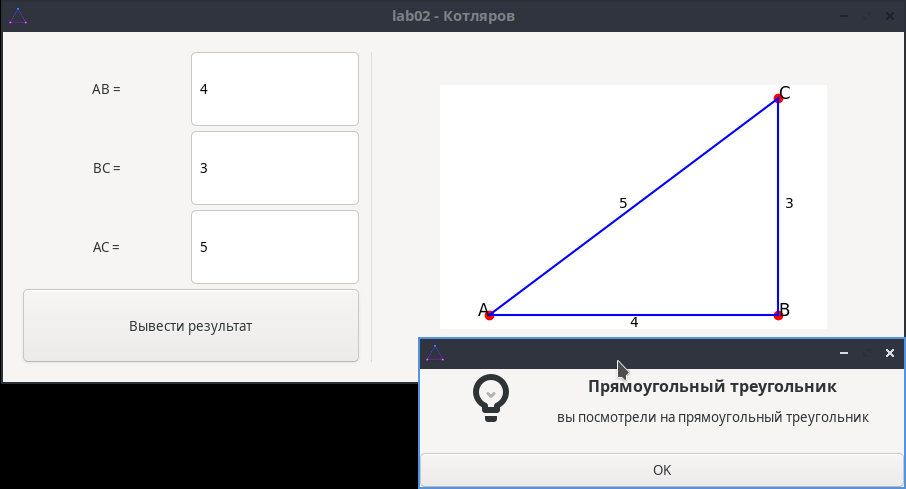 lab02 - Котляров
AB =
4
BC =
3
AC =
5
Вывести результат
C
5
3
A
B
4
Прямоугольный треугольник
вы посмотрели на прямоугольный треугольник
OK